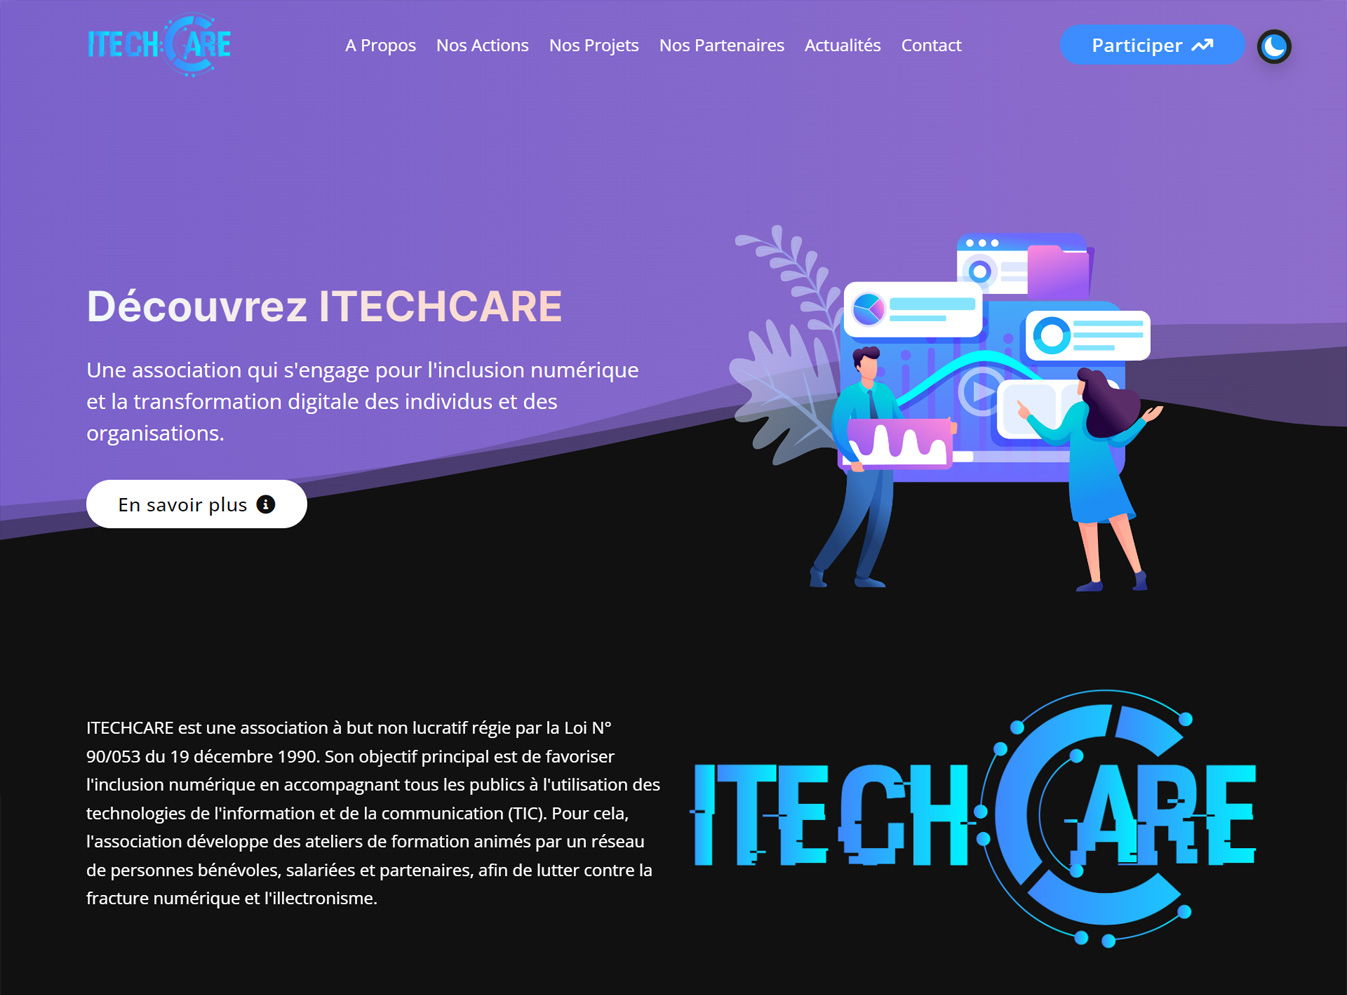 ITECHCARE
A Propos
Nos Actions
Nos Projets
Nos Partenaires
Actualités
Contact
Participer
Découvrez ITECHCARE
Une association qui s'engage pour l'inclusion numérique
et la transformation digitale des individus et des
organisations.
En savoir plus
ITECHCARE est une association à but non lucratif régie par la Loi N°
90/053 du 19 décembre 1990. Son objectif principal est de favoriser
l'inclusion numérique en accompagnant tous les publics à l'utilisation des
technologies de l'information et de la communication (TIC). Pour cela,
l'association développe des ateliers de formation animés par un réseau
de personnes bénévoles, salariées et partenaires, afin de lutter contre la
fracture numérique et l'illectronisme.
ITECHCARE